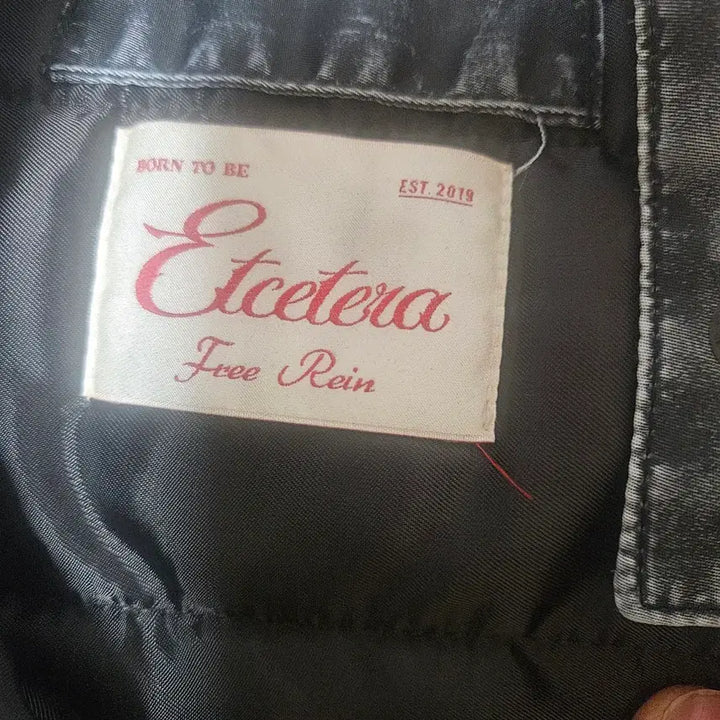 BORN TO BE
EST. 2019
Etcetera
Free Rein